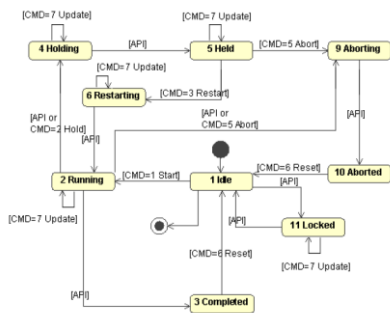 [CMD=7 Update]
[CMD=7 Update]
4 Holding
[API]
5 Held
[CMD=5 Abort]
9 Aborting
[CMD=7 Update]
6 Restarting
[CMD=3 Restart]
[API or
CMD=2 Hold]
[API]
[API or
CMD=5 Abort]
[API]
[CMD=6 Reset]
10 Aborted
2 Running
[CMD=1 Start]
1 Idle
[API]
[CMD=7 Update]
[API]
11 Locked
[CMD=6 Reset]
[CMD=7 Update]
[API]
3 Completed